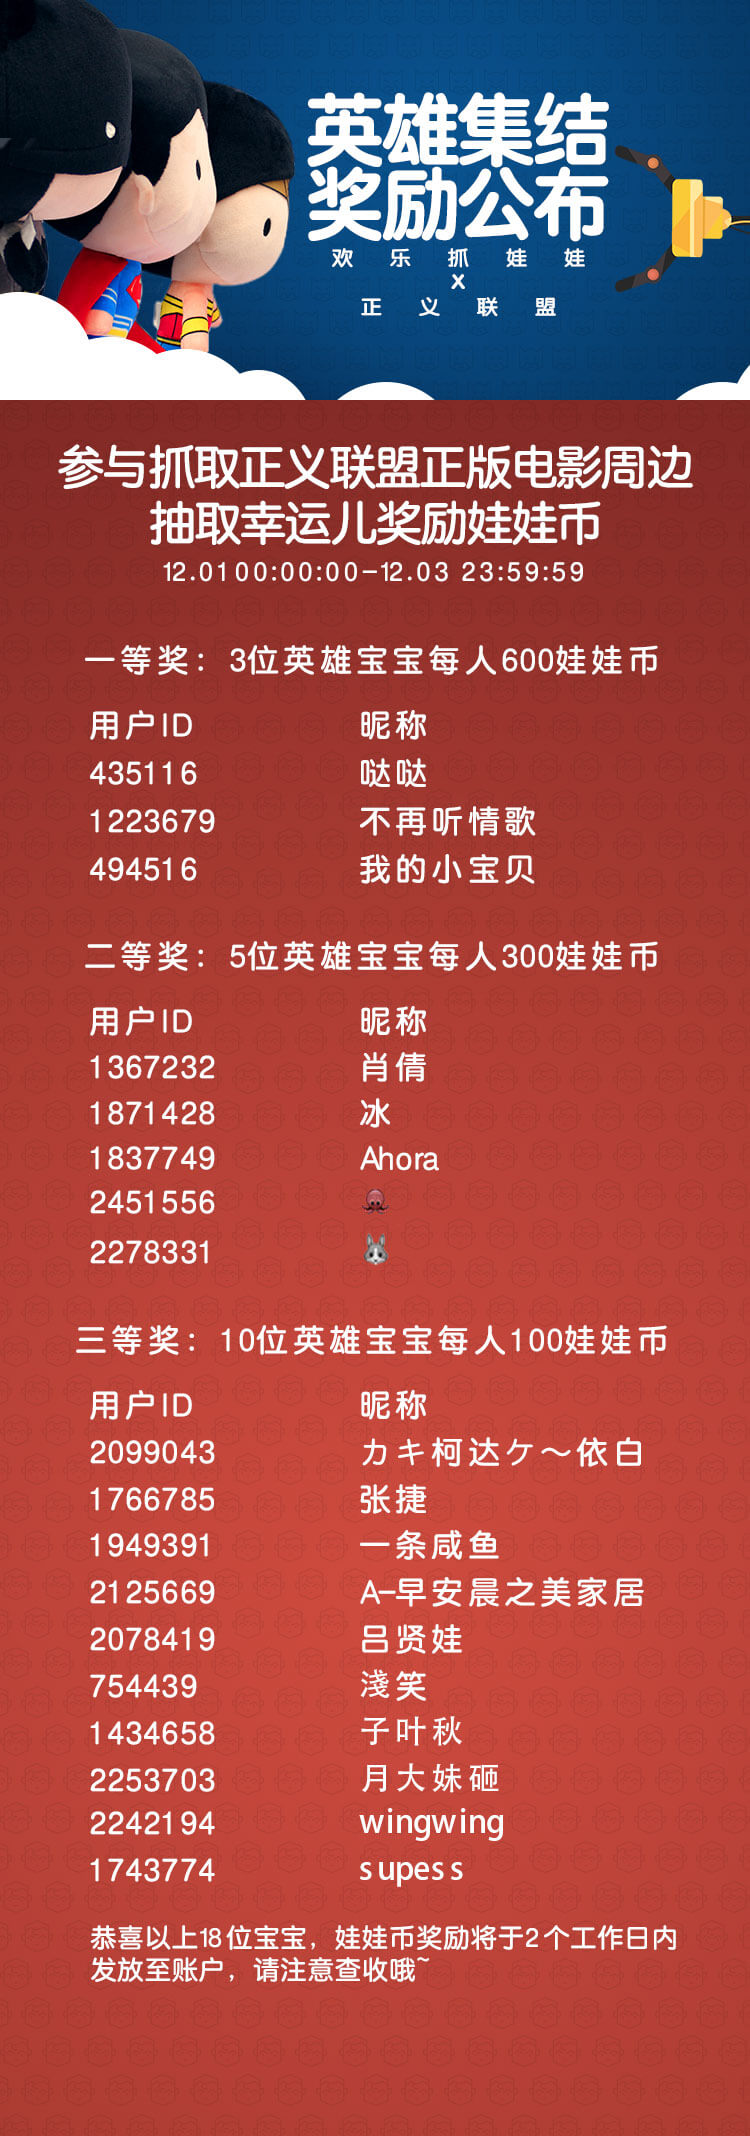 英雄集结
奖励公布
欢乐抓娃娃
X
正义联盟
参与抓取正义联盟正版电影周边
抽取幸运儿奖励娃娃币
12.01 00:00:00-12.03 23:59:59
一等奖：3位英雄宝宝每人600娃娃币
用户ID 昵称
435116 哒哒
1223679 不再听情歌
494516 我的小宝贝
二等奖：5位英雄宝宝每人300娃娃币
用户ID 昵称
1367232 肖倩
1871428 冰
1837749 Ahora
2451556 🐙
2278331 🐰
三等奖：10位英雄宝宝每人100娃娃币
用户ID 昵称
2099043 カキ柯达ケ～依白
1766785 张捷
1949391 一条咸鱼
2125669 A-早安晨之美家居
2078419 吕贤娃
754439 淺笑
1434658 子叶秋
2253703 月大妹砸
2242194 wingwing
1743774 supess
恭喜以上18位宝宝，娃娃币奖励将于2个工作日内
发放至账户，请注意查收哦~